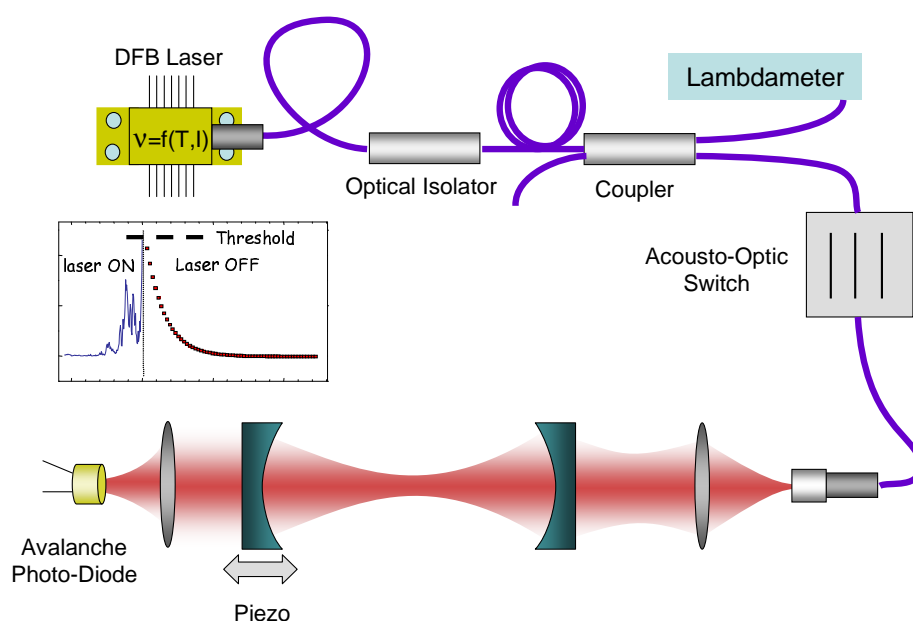 DFB Laser
ν=f(T,I)
Lambdameter
Optical Isolator
Coupler
Acousto-Optic
Switch
Threshold
laser ON
Laser OFF
Avalanche
Photo-Diode
Piezo